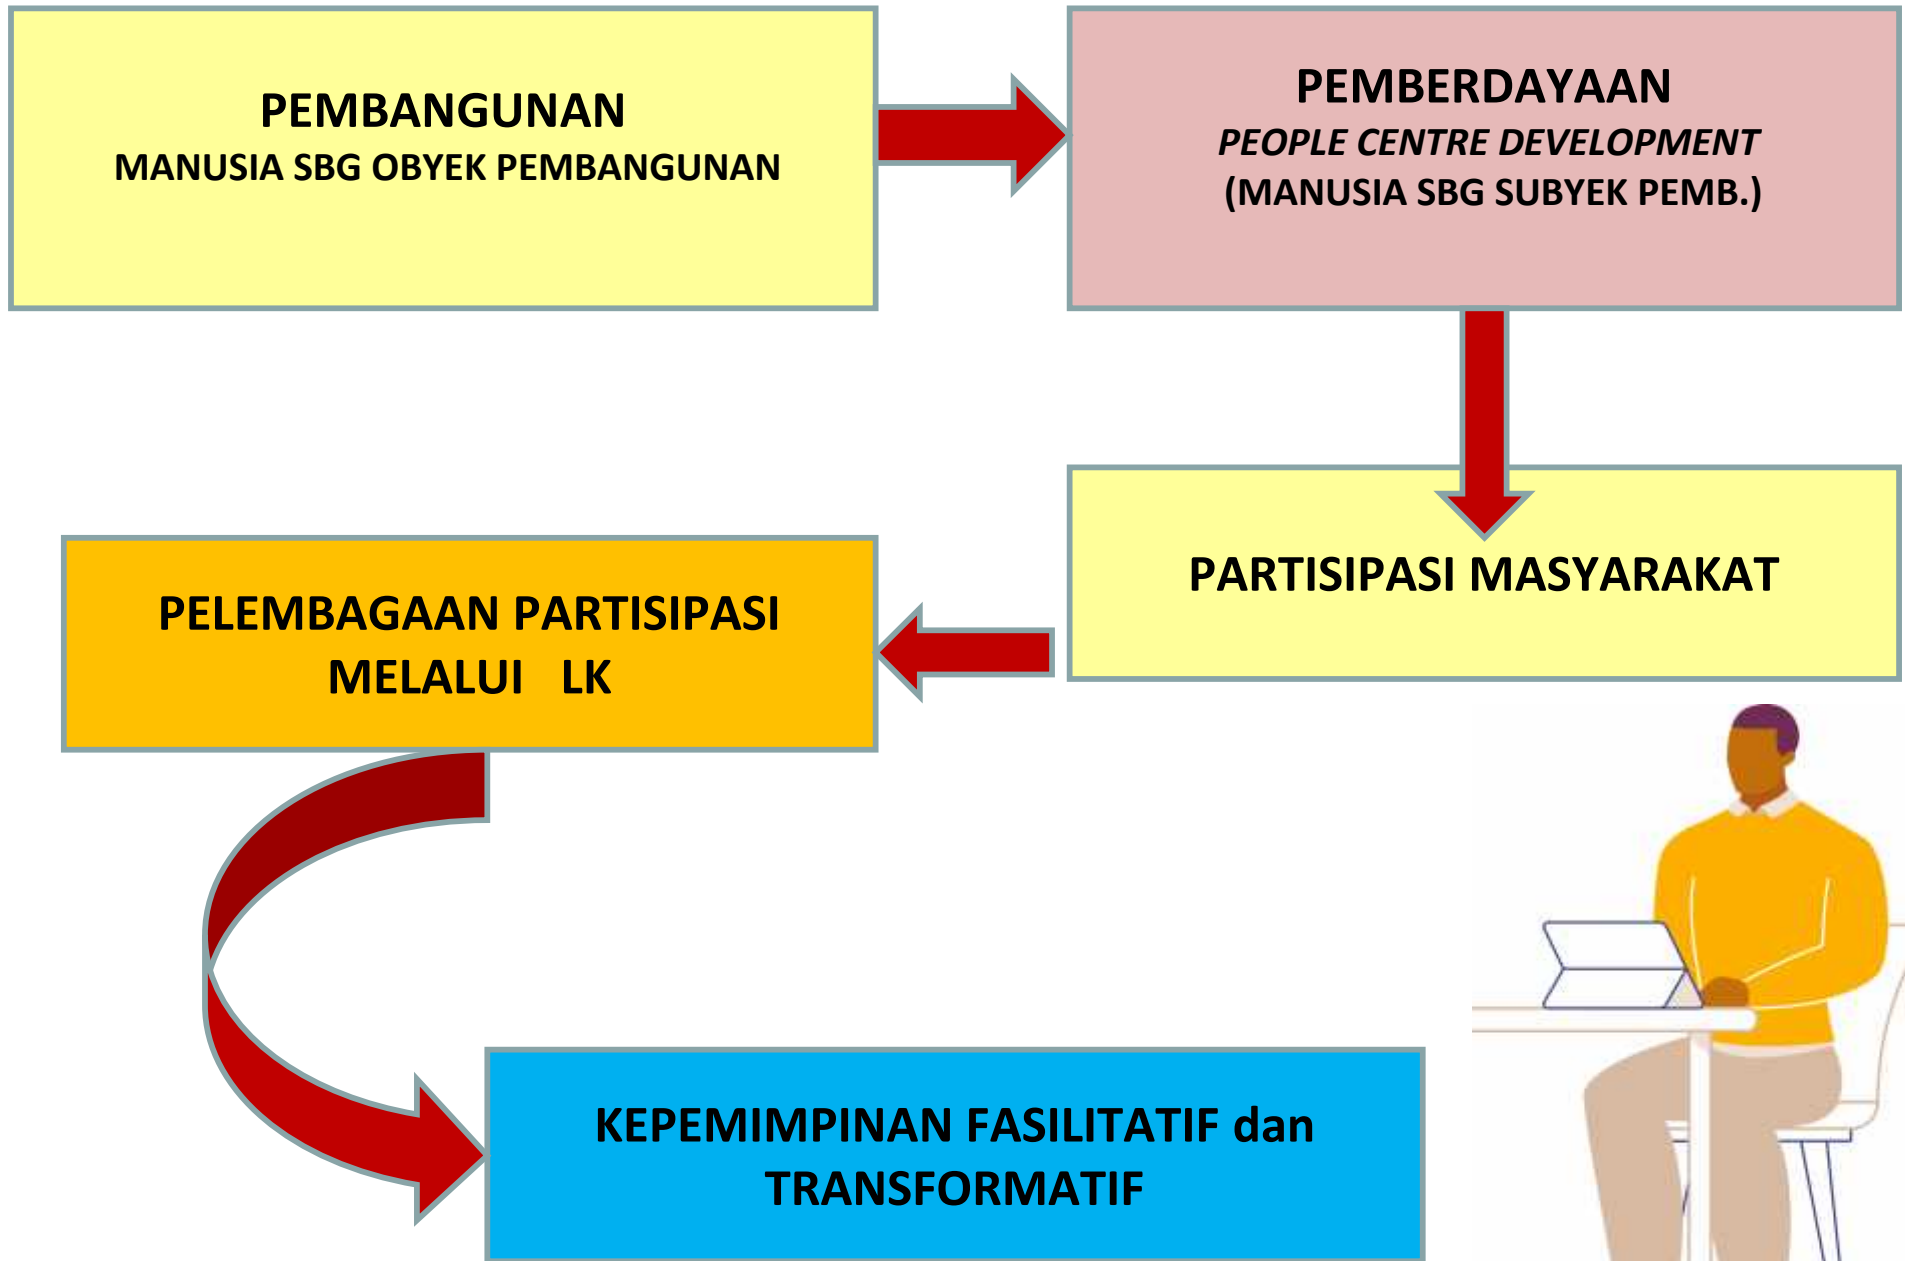 PEMBANGUNAN
MANUSIA SBG OBYEK PEMBANGUNAN
PEMBERDAYAAN
PEOPLE CENTRE DEVELOPMENT
(MANUSIA SBG SUBYEK PEMB.)
PARTISIPASI MASYARAKAT
PELEMBAGAAN PARTISIPASI
MELALUI LK
KEPEMIMPINAN FASILITATIF dan
TRANSFORMATIF